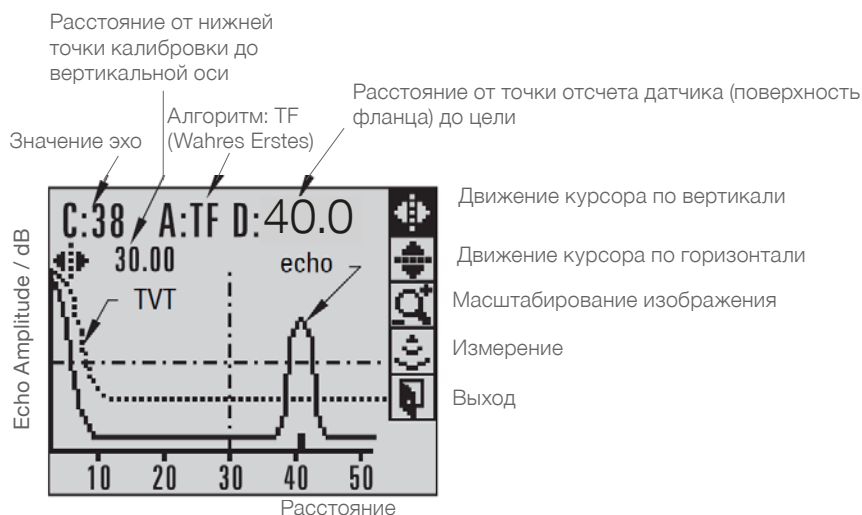 Расстояние от нижней
точки калибровки до
вертикальной оси
Расстояние от точки отсчета датчика (поверхность
фланца) до цели
Алгоритм: TF
(Wahres Erstes)
Значение эхо
C:38 A:TF D:40.0
30.00
echo
TVT
Echo Amplitude / dB
Движение курсора по вертикали
Движение курсора по горизонтали
Масштабирование изображения
Измерение
Выход
10 20 30 40 50
Расстояние